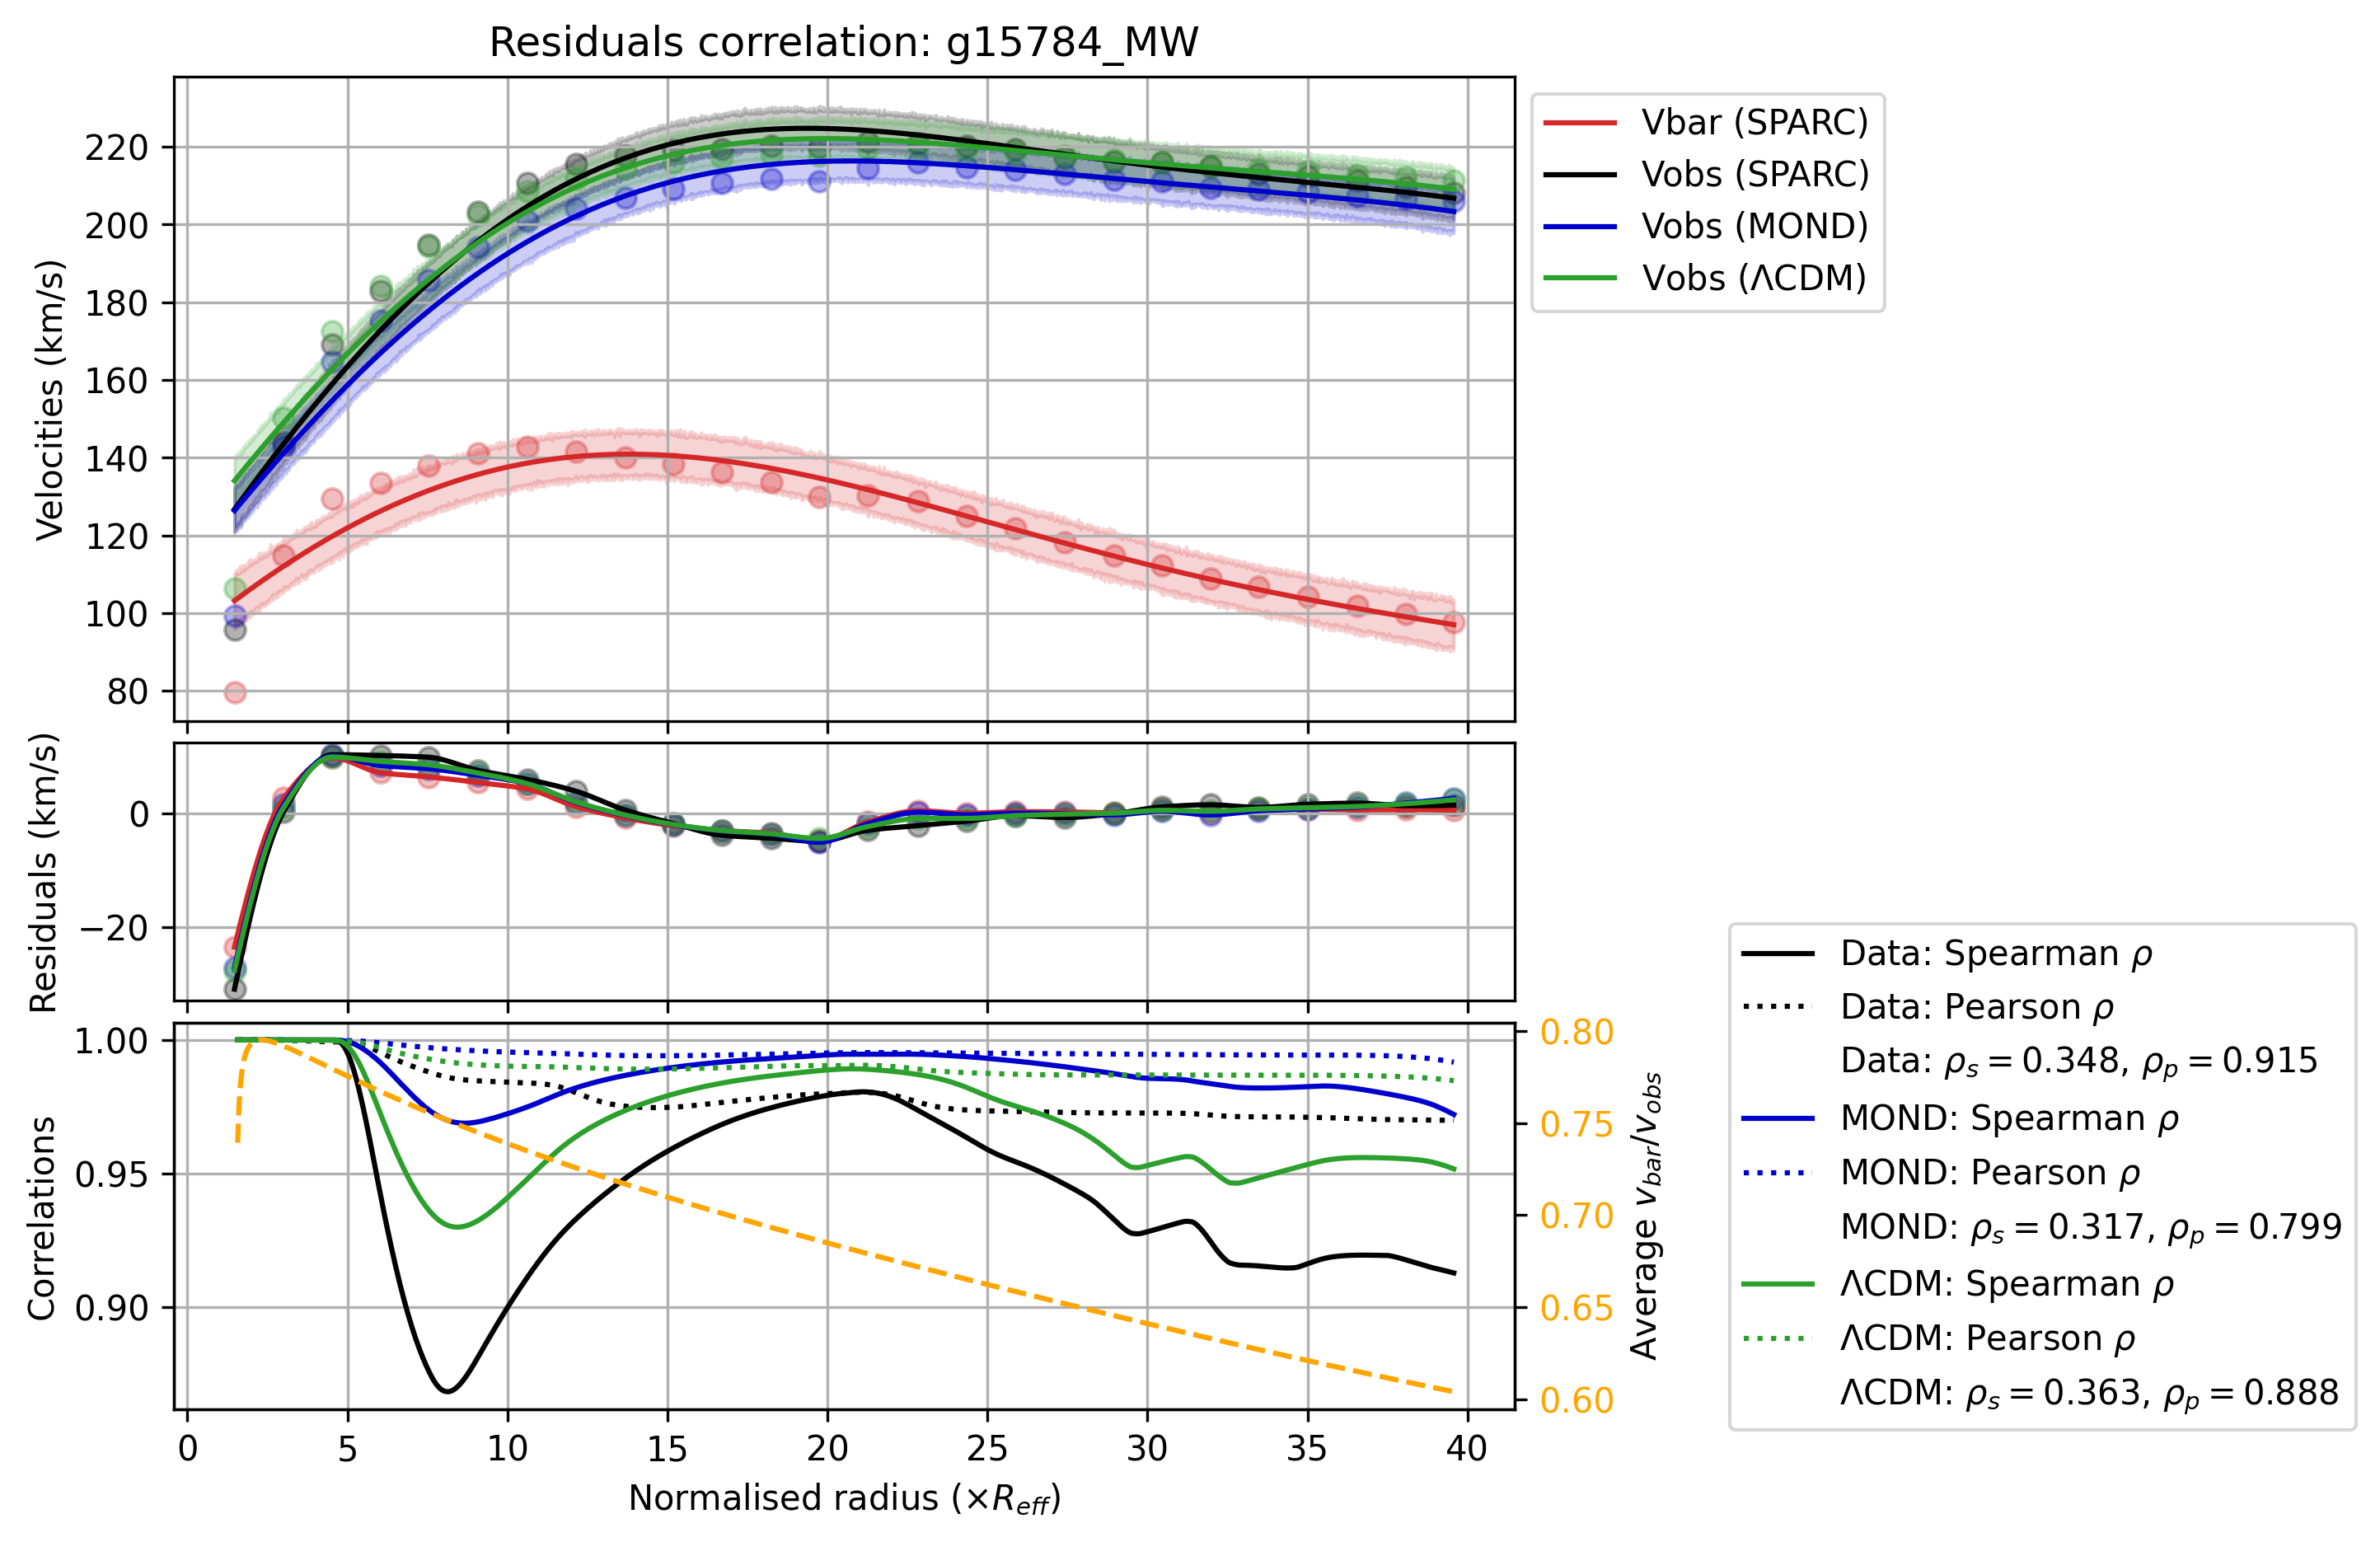 Residuals correlation: g15784_MW
Velocities (km/s)
220
200
180
160
140
120
100
80
Vbar (SPARC)
Vobs (SPARC)
Vobs (MOND)
Vobs (ΛCDM)
Residuals (km/s)
0
−20
Correlations
1.00
0.95
0.90
0.80
0.75
0.70
0.65
0.60
Average v_bar/v_obs
0 5 10 15 20 25 30 35 40
Normalised radius (×R_eff)
Data: Spearman ρ
Data: Pearson ρ
Data: ρ_s = 0.348, ρ_p = 0.915
MOND: Spearman ρ
MOND: Pearson ρ
MOND: ρ_s = 0.317, ρ_p = 0.799
ΛCDM: Spearman ρ
ΛCDM: Pearson ρ
ΛCDM: ρ_s = 0.363, ρ_p = 0.888